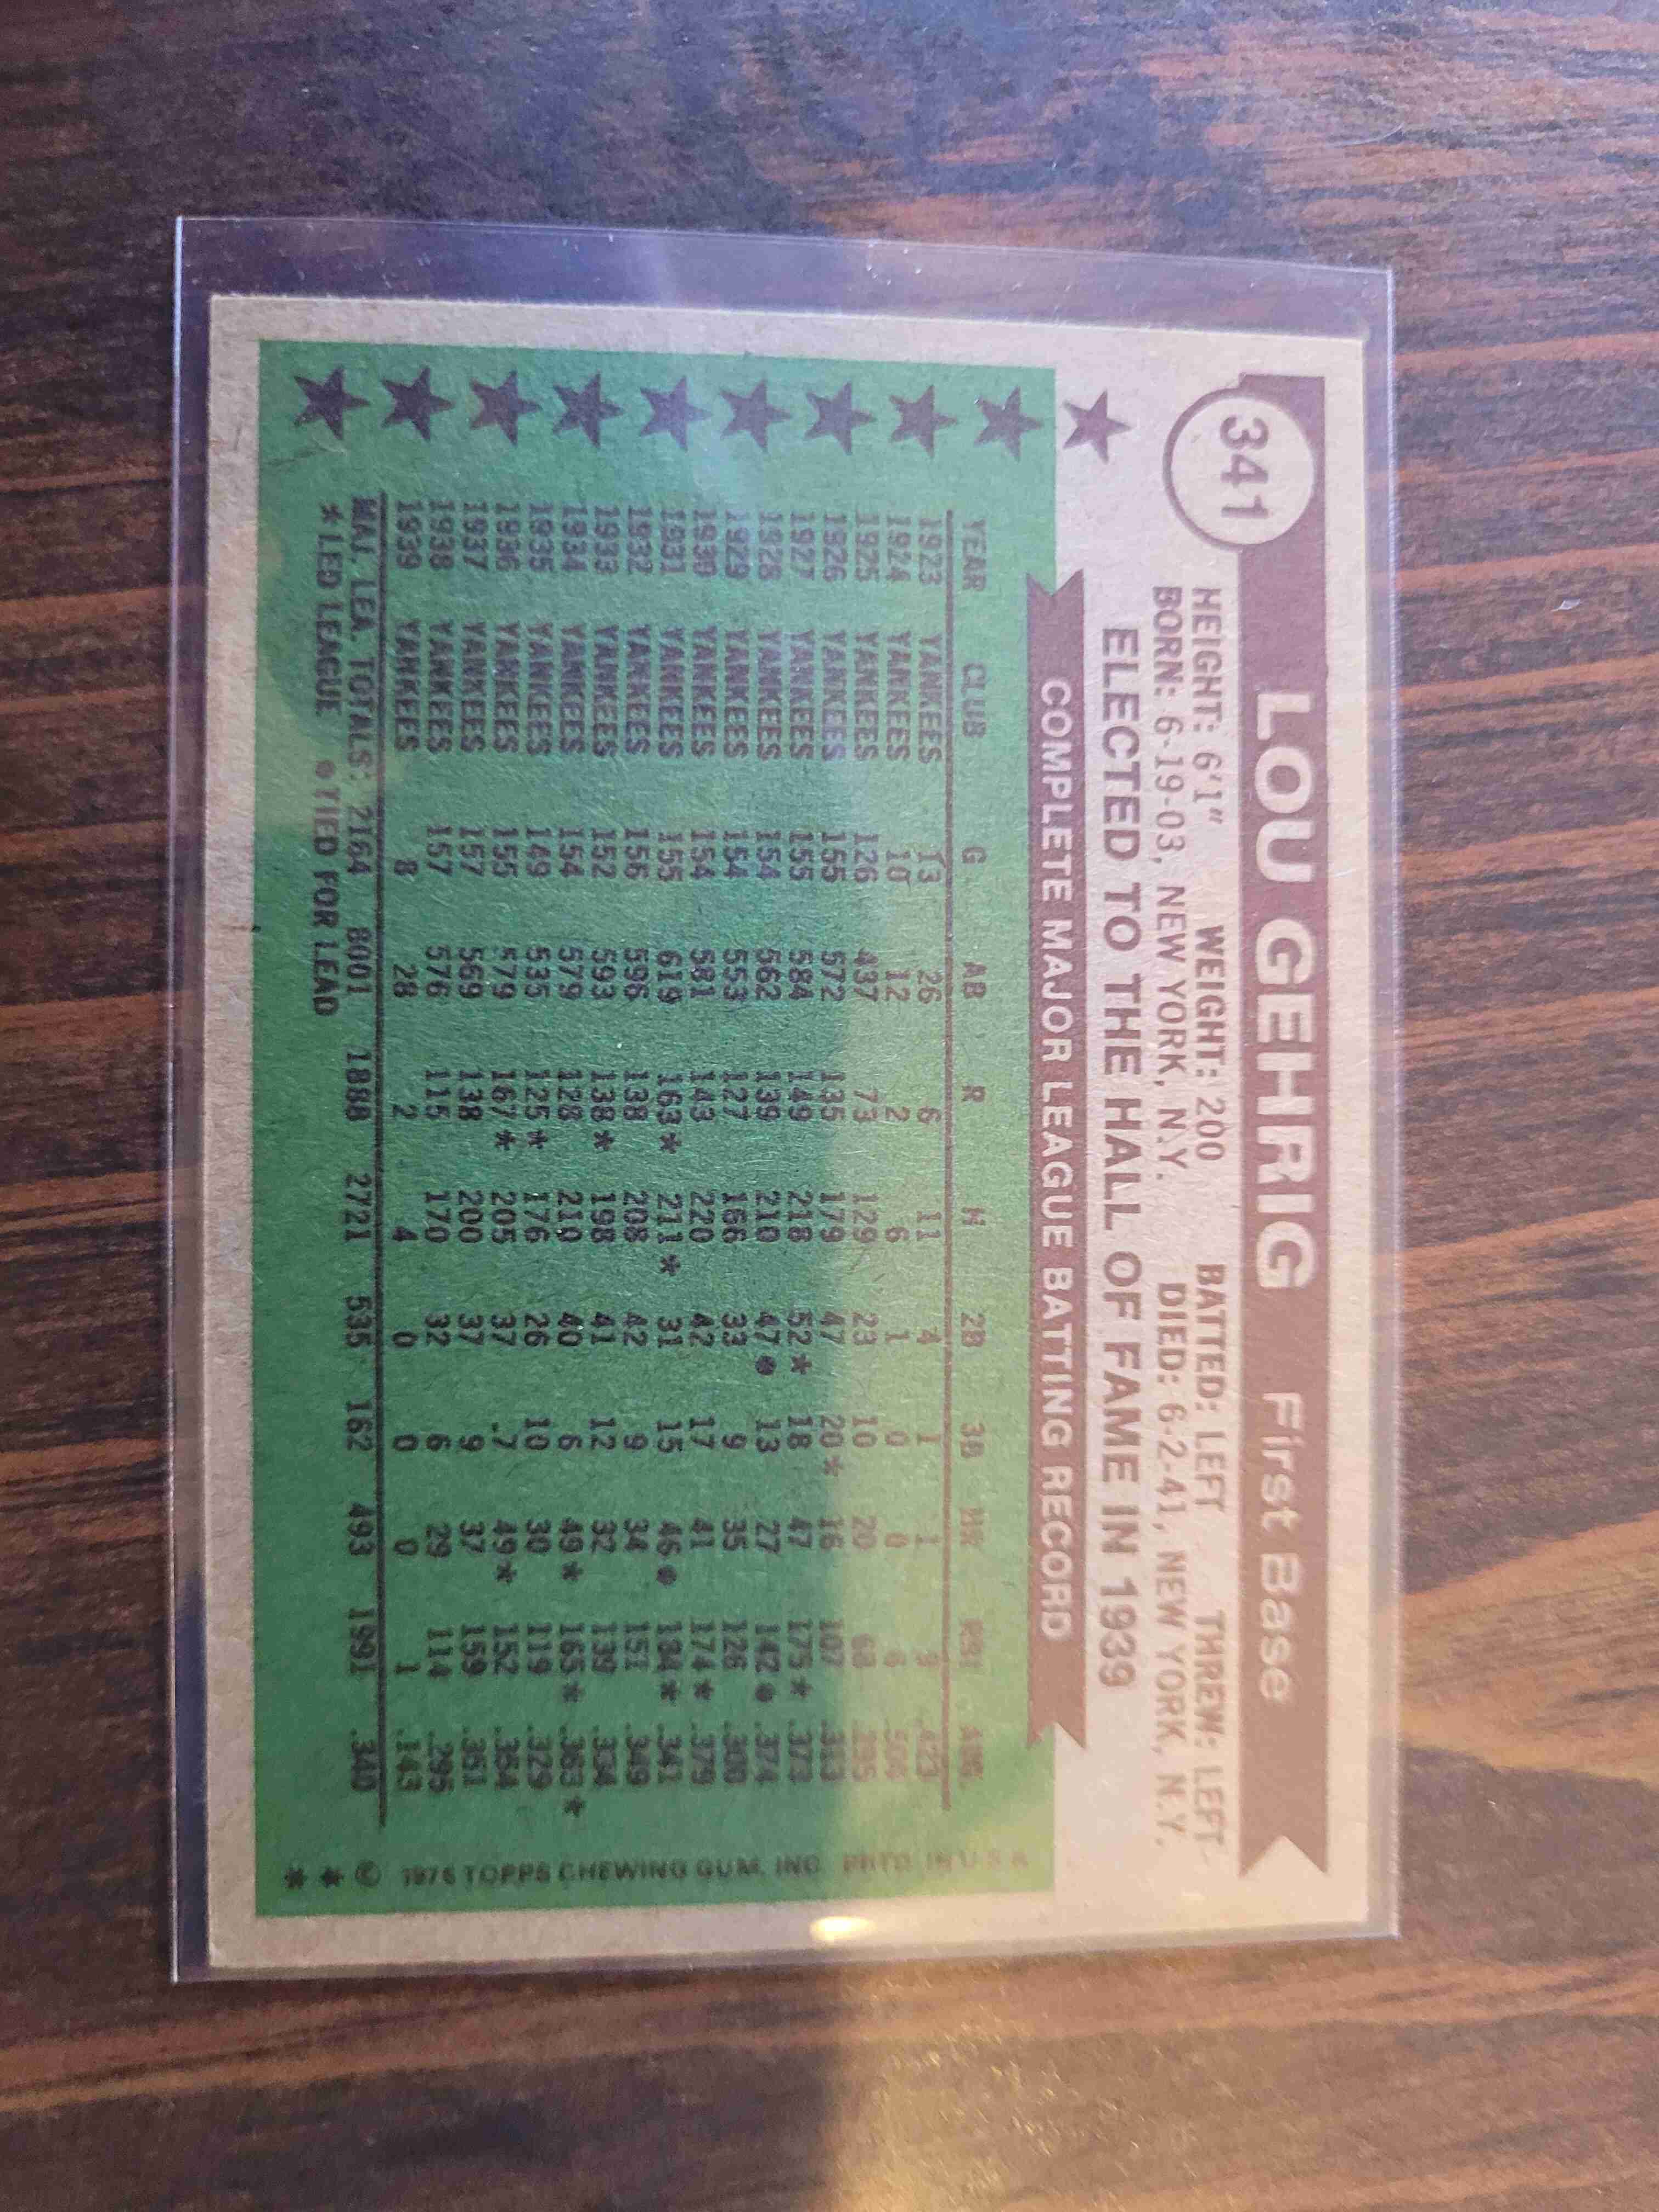 341
LOU GEHRIG First Base
HEIGHT: 6'1" WEIGHT: 200 BATTED: LEFT THREW: LEFT
BORN: 6-19-03, NEW YORK, N.Y. DIED: 6-2-41, NEW YORK, N.Y.
ELECTED TO THE HALL OF FAME IN 1939
COMPLETE MAJOR LEAGUE BATTING RECORD
YEAR CLUB G AB R H 2B 3B HR RBI AVE.
1923 YANKEES 13 26 6 11 4 1 1 9 .423
1924 YANKEES 10 12 2 6 1 0 0 6 .500
1925 YANKEES 126 437 73 129 23 10 20 68 .295
1926 YANKEES 155 572 135 179 47 20* 16 107 .313
1927 YANKEES 155 584 149 218 52* 18 47 175* .373
1928 YANKEES 154 562 139 210 47● 13 27 142● .374
1929 YANKEES 154 553 127 166 33 9 35 126 .300
1930 YANKEES 154 581 143 220 42 17 41 174* .379
1931 YANKEES 155 619 163* 211* 31 15 46● 184* .341
1932 YANKEES 156 596 138 208 42 9 34 151 .349
1933 YANKEES 152 593 138* 198 41 12 32 139 .334
1934 YANKEES 154 579 128 210 40 6 49* 165* .363*
1935 YANKEES 149 535 125* 176 26 10 30 119 .329
1936 YANKEES 155 579 167* 205 37 7 49* 152 .354
1937 YANKEES 157 569 138 200 37 9 37 159 .351
1938 YANKEES 157 576 115 170 32 6 29 114 .295
1939 YANKEES 8 28 2 4 0 0 0 1 .143
MAJ. LEA. TOTALS: 2164 8001 1888 2721 535 162 493 1991 .340
* LED LEAGUE ● TIED FOR LEAD
* * © 1976 TOPPS CHEWING GUM, INC. PRTD. IN U.S.A.